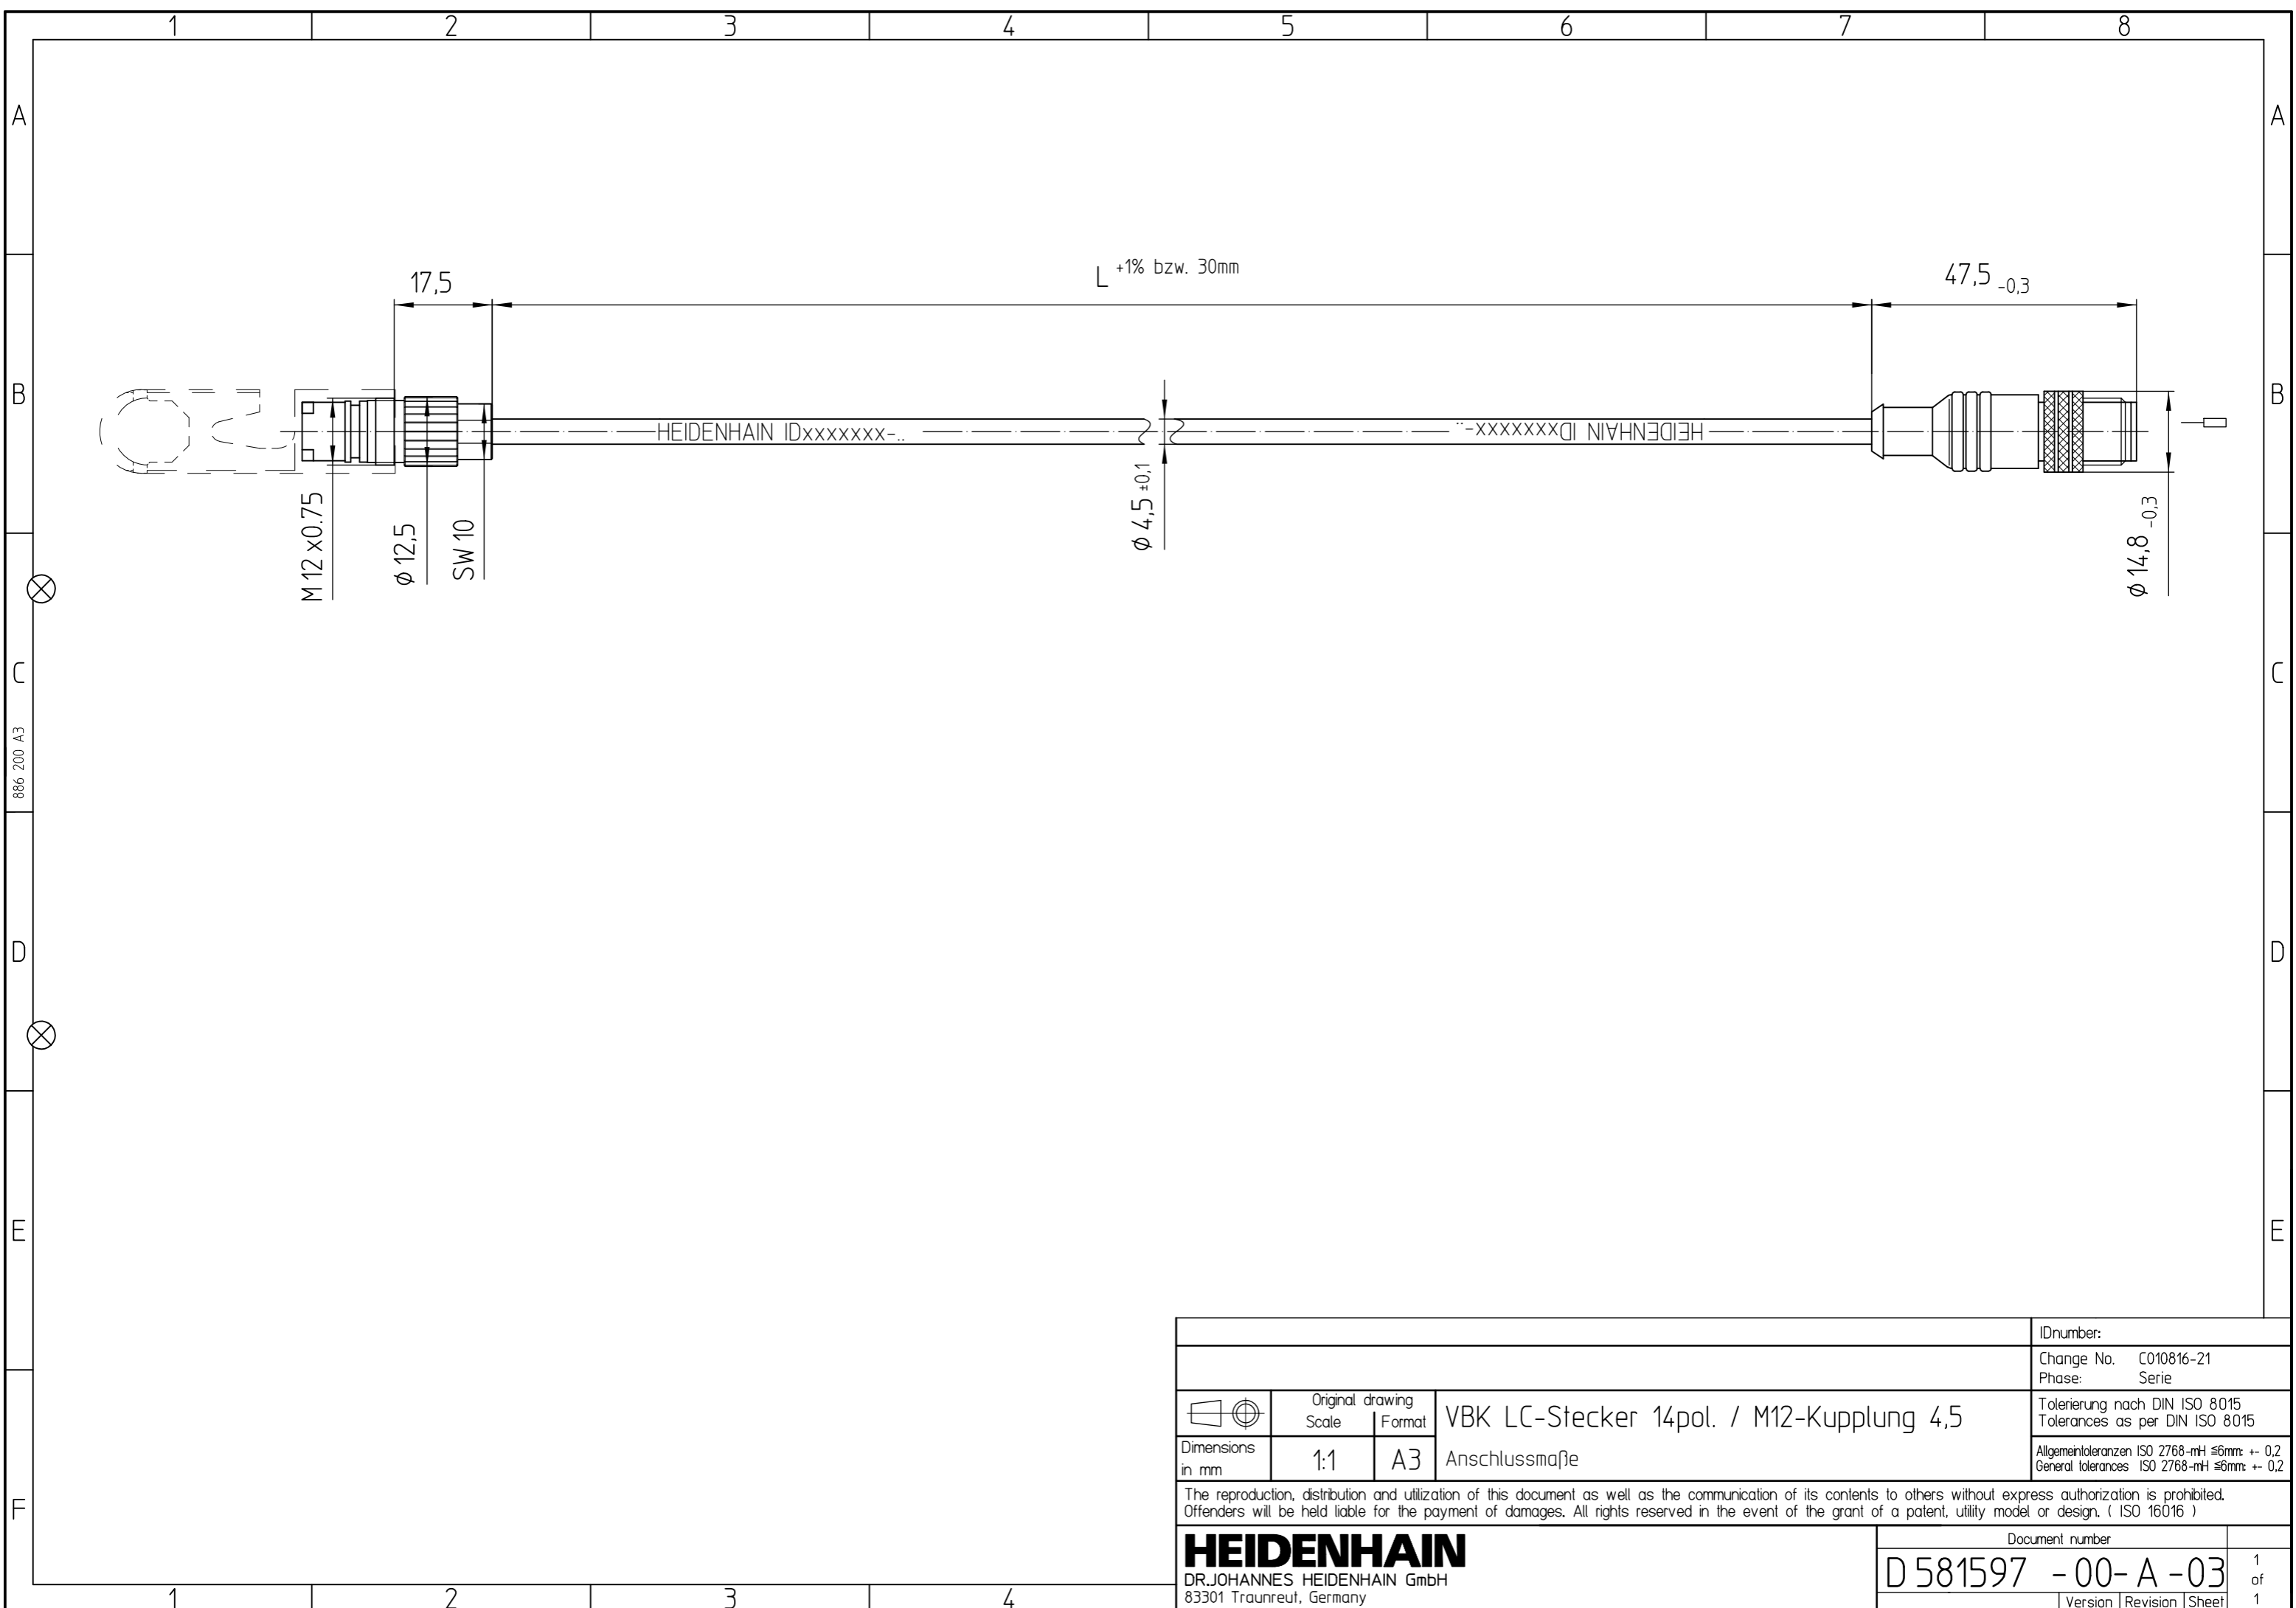 1 2 3 4 5 6 7 8
A A
17,5
L +1% bzw. 30mm
47,5 -0,3
B B
HEIDENHAIN IDxxxxxxx-..
HEIDENHAIN IDxxxxxxx-..
M 12 x0.75
ϕ 12,5
SW 10
ϕ 4,5 ±0,1
ϕ 14,8 -0,3
C C
886 200 A3
D D
E E
IDnumber:
Change No. C010816-21
Phase: Serie
Original drawing
Scale Format
VBK LC-Stecker 14pol. / M12-Kupplung 4,5
Tolerierung nach DIN ISO 8015
Tolerances as per DIN ISO 8015
Dimensions
in mm
1:1 A3 Anschlussmaße
Allgemeintoleranzen ISO 2768-mH ≤6mm: +- 0,2
General tolerances ISO 2768-mH ≤6mm: +- 0,2
F
The reproduction, distribution and utilization of this document as well as the communication of its contents to others without express authorization is prohibited.
Offenders will be held liable for the payment of damages. All rights reserved in the event of the grant of a patent, utility model or design. ( ISO 16016 )
HEIDENHAIN
DR.JOHANNES HEIDENHAIN GmbH
83301 Traunreut, Germany
Document number
D 581597 -00- A -03
Version Revision Sheet
1
of
1
1 2 3 4